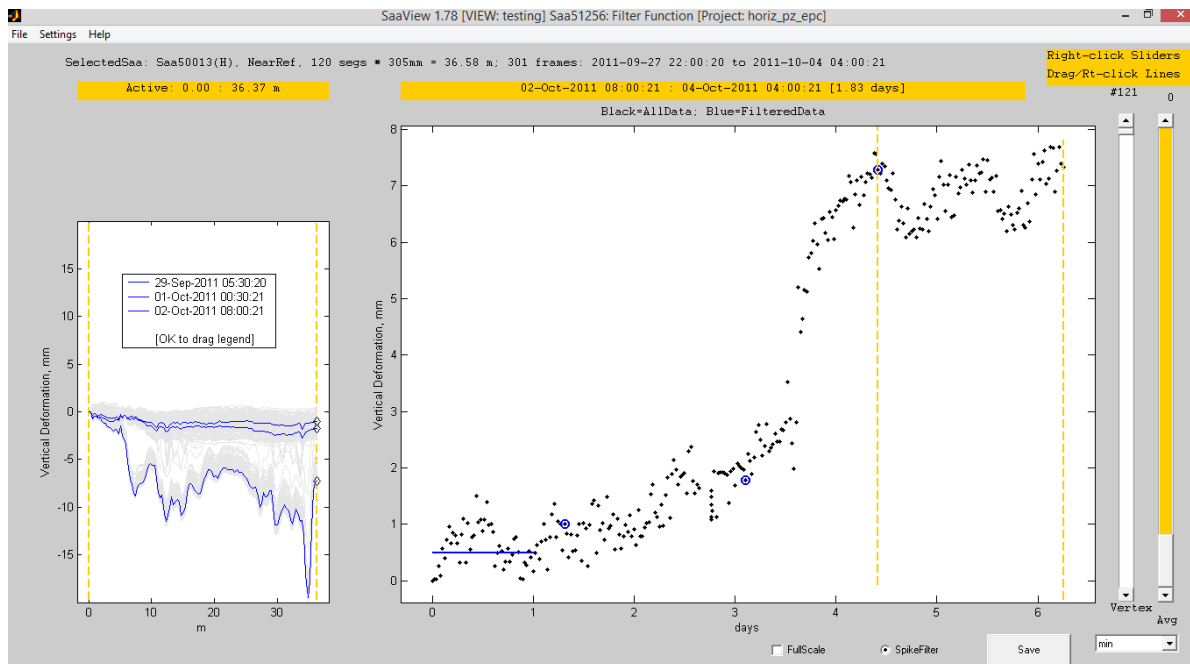 SaaView 1.78 [VIEW: testing] Saa51256: Filter Function [Project: horiz_pz_epc]
File Settings Help
SelectedSaa: Saa50013(H), NearRef, 120 segs * 305mm = 36.58 m; 301 frames: 2011-09-27 22:00:20 to 2011-10-04 04:00:21
Right-click Sliders
Drag/Rt-click Lines
Active: 0.00 : 36.37 m
02-Oct-2011 08:00:21 : 04-Oct-2011 04:00:21 [1.83 days]
#121
0
Black=AllData; Blue=FilteredData
15
10
5
0
-5
-10
-15
Vertical Deformation, mm
29-Sep-2011 05:30:20
01-Oct-2011 00:30:21
02-Oct-2011 08:00:21
[OK to drag legend]
0 10 20 30
m
8
7
6
5
4
3
2
1
0
Vertical Deformation, mm
0 1 2 3 4 5 6
days
Vertex
Avg
FullScale
SpikeFilter
Save
min